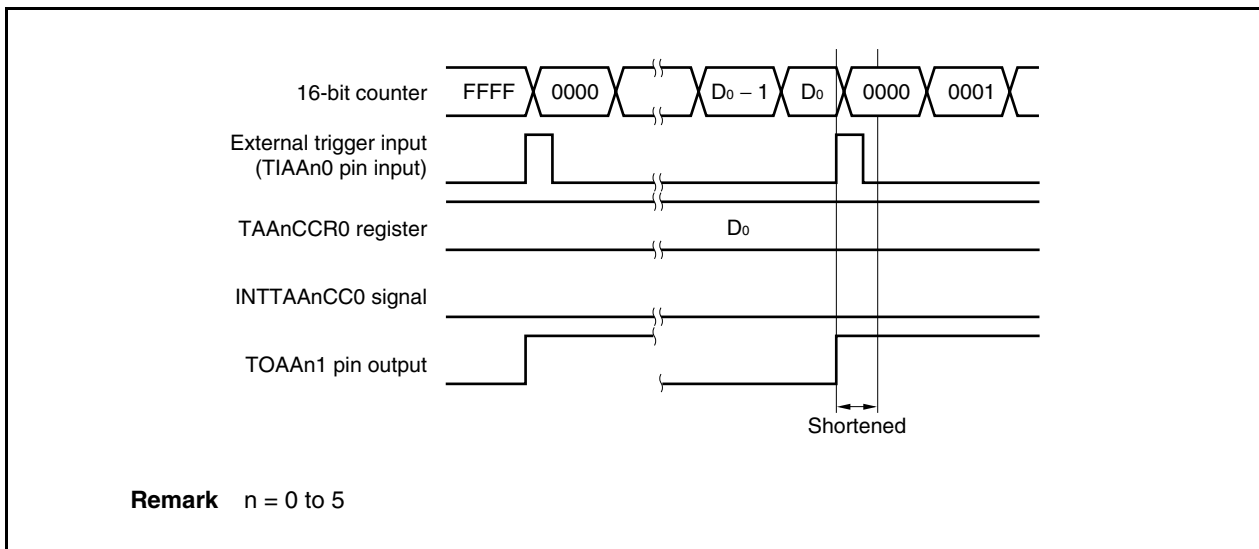 16-bit counter FFFF 0000 D0 – 1 D0 0000 0001
External trigger input
(TIAAn0 pin input)
TAAnCCR0 register D0
INTTAAnCC0 signal
TOAAn1 pin output
Shortened
Remark n = 0 to 5